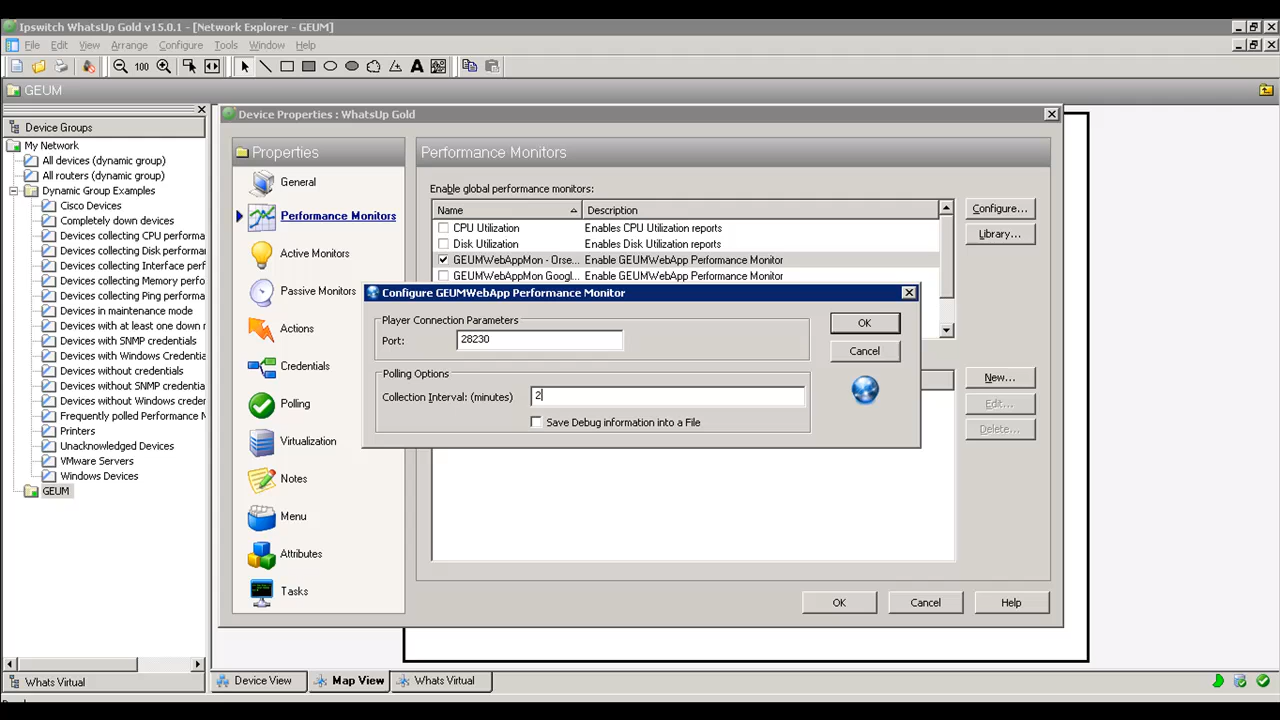 Ipswitch WhatsUp Gold v15.0.1 - [Network Explorer - GEUM]
File Edit View Arrange Configure Tools Window Help
100
GEUM
Device Groups
My Network
All devices (dynamic group)
All routers (dynamic group)
Dynamic Group Examples
Cisco Devices
Completely down devices
Devices collecting CPU performa
Devices collecting Disk performa
Devices collecting Interface perf
Devices collecting Memory perfo
Devices collecting Ping performa
Devices in maintenance mode
Devices with at least one down r
Devices with SNMP credentials
Devices with Windows Credentia
Devices without credentials
Devices without SNMP credentia
Devices without Windows creder
Frequently polled Performance M
Printers
Unacknowledged Devices
VMware Servers
Windows Devices
GEUM
Whats Virtual
Device Properties : WhatsUp Gold
Properties
General
Performance Monitors
Active Monitors
Passive Monitors
Actions
Credentials
Polling
Virtualization
Notes
Menu
Attributes
Tasks
Performance Monitors
Enable global performance monitors:
Name Description
CPU Utilization Enables CPU Utilization reports
Disk Utilization Enables Disk Utilization reports
GEUMWebAppMon - Orse... Enable GEUMWebApp Performance Monitor
GEUMWebAppMon Googl... Enable GEUMWebApp Performance Monitor
Configure...
Library...
Configure GEUMWebApp Performance Monitor
Player Connection Parameters
Port: 28230
OK
Cancel
Polling Options
Collection Interval: (minutes) 2
Save Debug information into a File
New...
Edit...
Delete...
OK Cancel Help
Device View Map View Whats Virtual